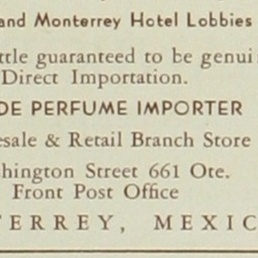 and Monterrey Hotel Lobbies
ttle guaranteed to be genui
Direct Importation.
DE PERFUME IMPORTER
esale & Retail Branch Store
hington Street 661 Ote.
Front Post Office
TERREY, MEXIC